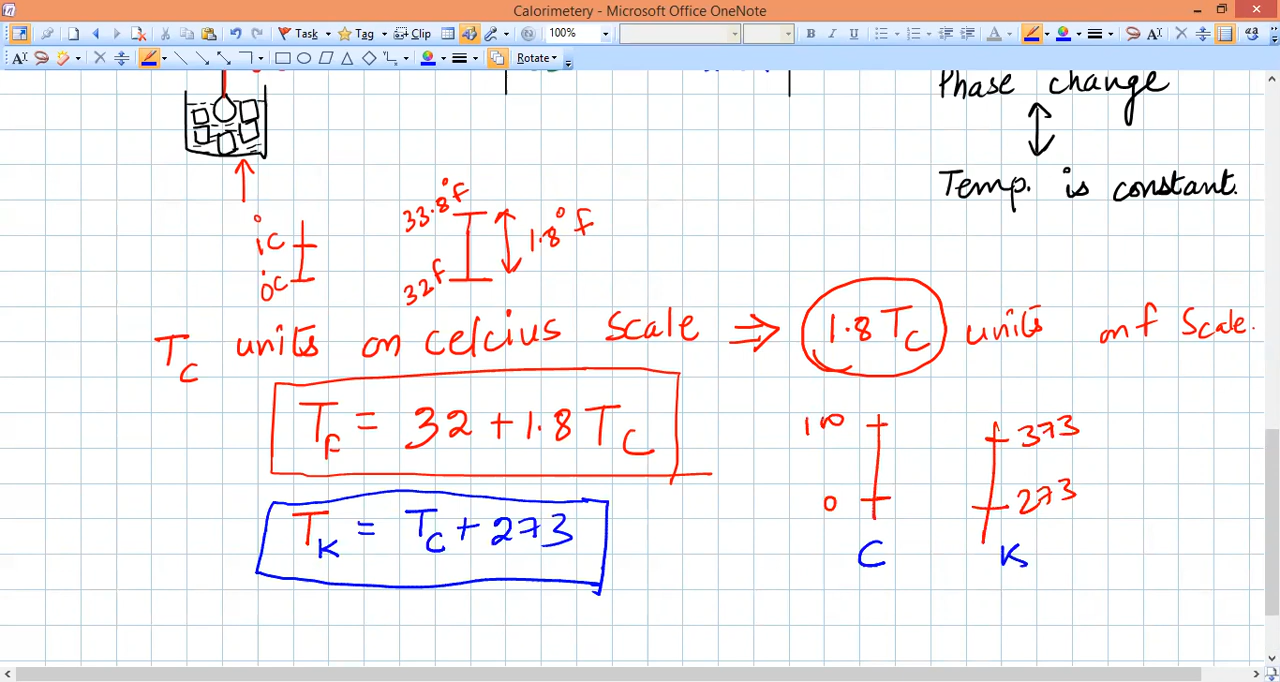 Calorimetery - Microsoft Office OneNote
Task Tag Clip 100% B I U A
Rotate
Phase change
Temp. is constant.
33.8°f
1°C
1.8°f
0°C
32f
TC units on celcius scale ⇒ 1.8 TC units on f Scale.
TF = 32 + 1.8 TC
100 373
0 273
TK = TC + 273
C K